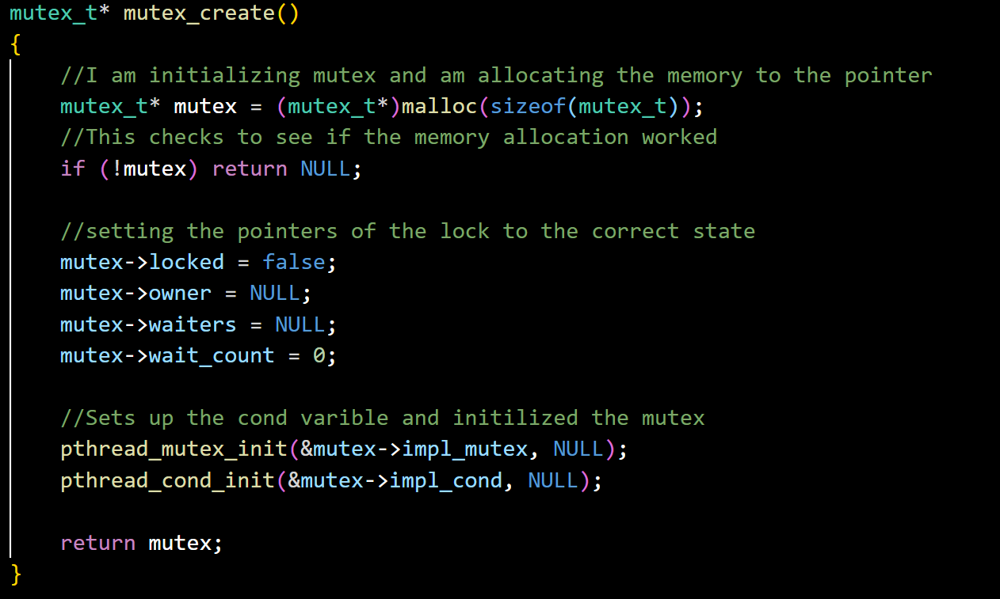 mutex_t* mutex_create()
{
    //I am initializing mutex and am allocating the memory to the pointer
    mutex_t* mutex = (mutex_t*)malloc(sizeof(mutex_t));
    //This checks to see if the memory allocation worked
    if (!mutex) return NULL;

    //setting the pointers of the lock to the correct state
    mutex->locked = false;
    mutex->owner = NULL;
    mutex->waiters = NULL;
    mutex->wait_count = 0;

    //Sets up the cond varible and initilized the mutex
    pthread_mutex_init(&mutex->impl_mutex, NULL);
    pthread_cond_init(&mutex->impl_cond, NULL);

    return mutex;
}